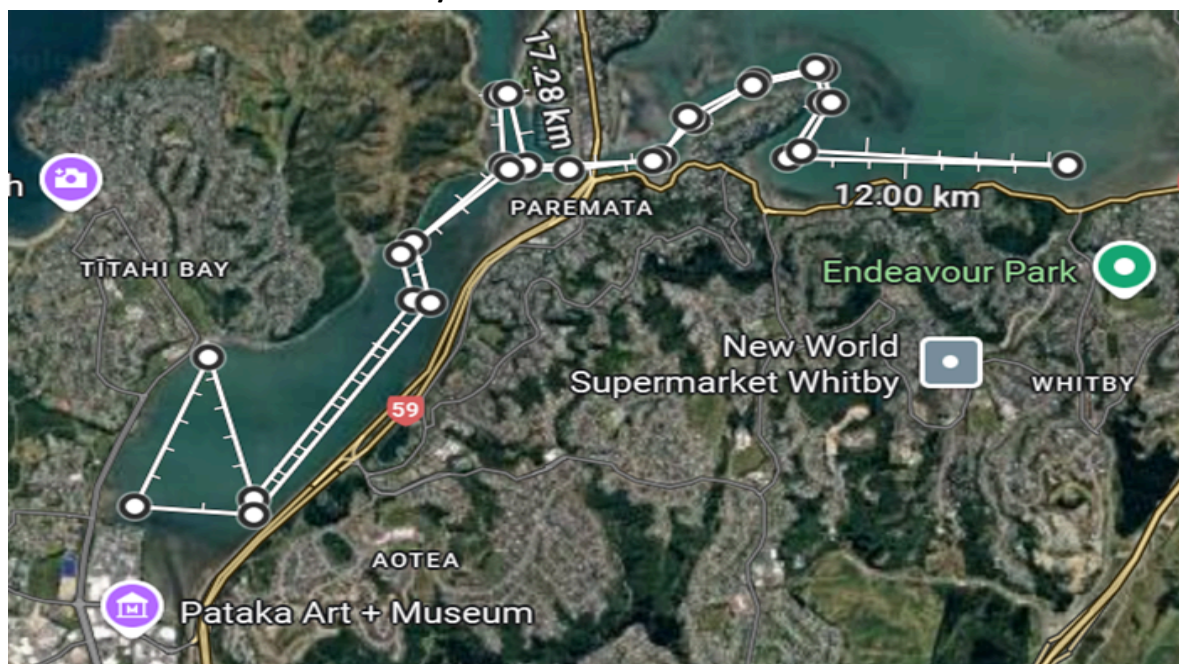 17.28 km
h
PAREMATA
12.00 km
TĪTAHI BAY
Endeavour Park
New World
Supermarket Whitby
WHITBY
59
AOTEA
Pataka Art + Museum